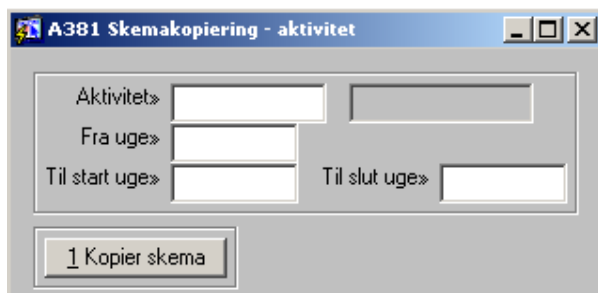 A381 Skemakopiering - aktivitet
Aktivitet»
Fra uge»
Til start uge» Til slut uge»
1 Kopier skema